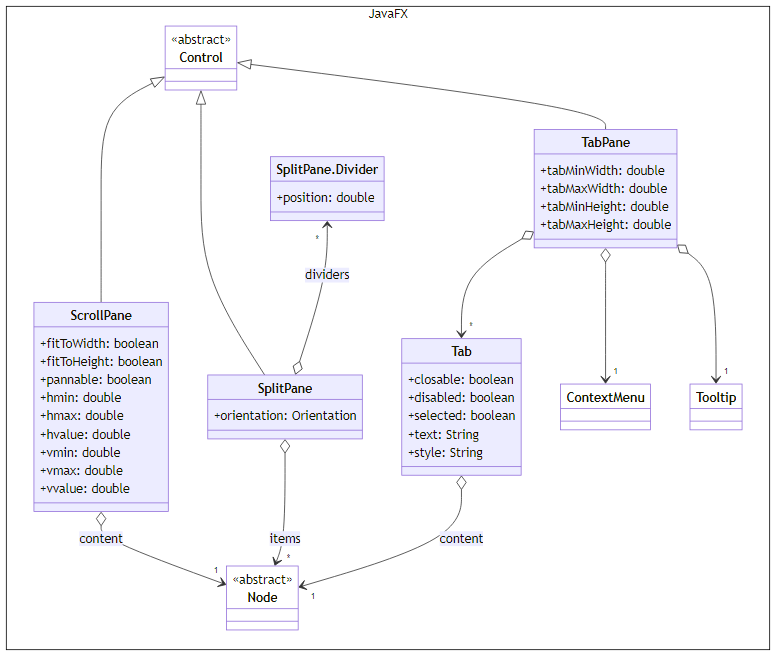 JavaFX
«abstract»
Control
TabPane
+tabMinWidth: double
+tabMaxWidth: double
+tabMinHeight: double
+tabMaxHeight: double
SplitPane.Divider
+position: double
*
dividers
ScrollPane
+fitToWidth: boolean
+fitToHeight: boolean
+pannable: boolean
+hmin: double
+hmax: double
+hvalue: double
+vmin: double
+vmax: double
+vvalue: double
SplitPane
+orientation: Orientation
*
Tab
+closable: boolean
+disabled: boolean
+selected: boolean
+text: String
+style: String
1
ContextMenu
1
Tooltip
content
items
content
1
*
1
«abstract»
Node